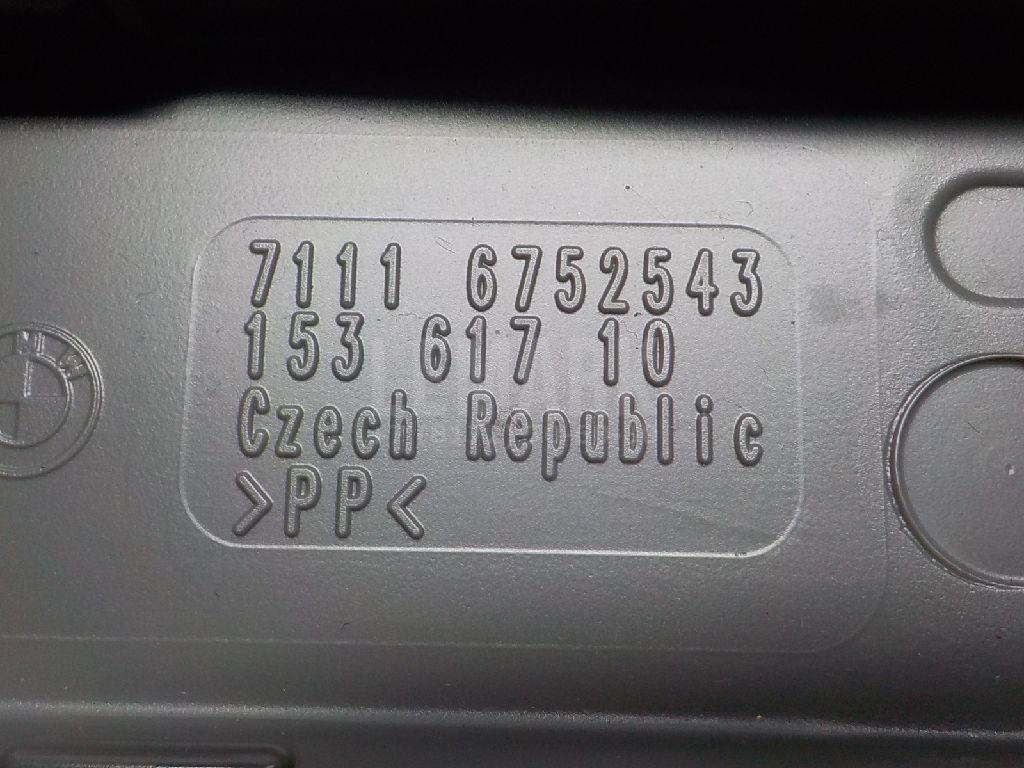 7111 6752543
153 617 10
Czech Republic
>PP<